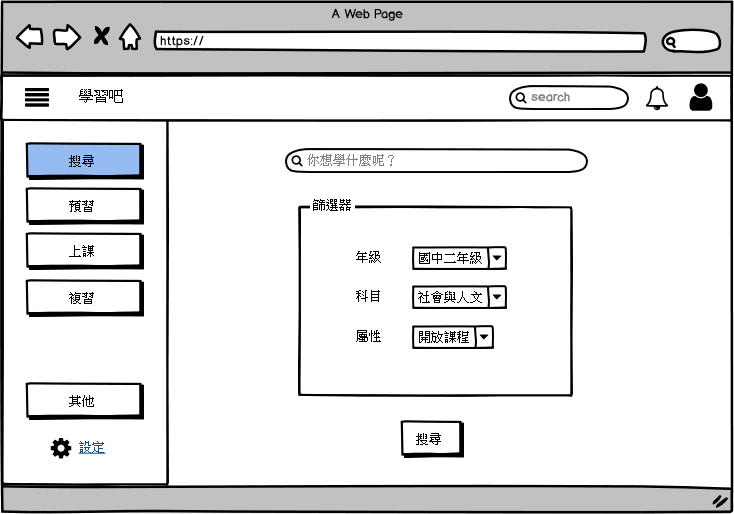 A Web Page
https://
學習吧
search
搜尋
預習
上課
複習
其他
設定
你想學什麼呢？
篩選器
年級 國中二年級
科目 社會與人文
屬性 開放課程
搜尋